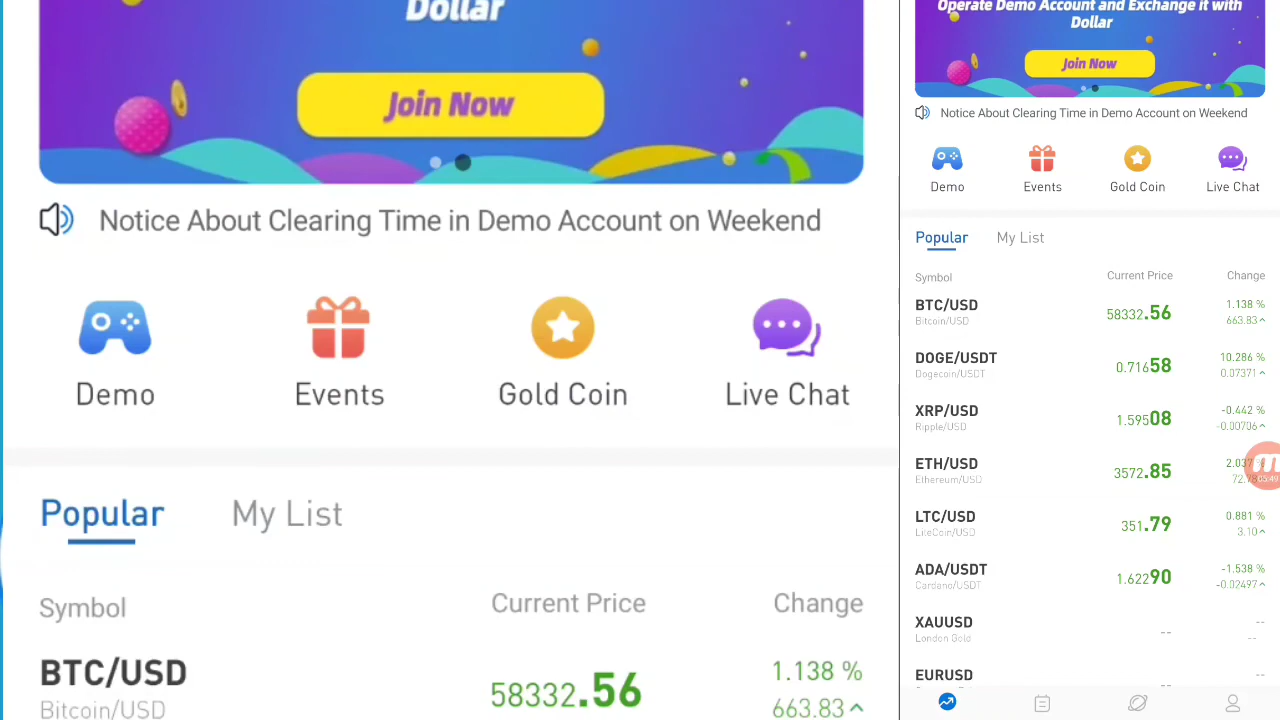 Dollar
Join Now
Notice About Clearing Time in Demo Account on Weekend
Demo
Events
Gold Coin
Live Chat
Popular
My List
Symbol
Current Price
Change
BTC/USD
Bitcoin/USD
58332.56
1.138 %
663.83
Operate Demo Account and Exchange it with
Dollar
Join Now
Notice About Clearing Time in Demo Account on Weekend
Demo
Events
Gold Coin
Live Chat
Popular
My List
Symbol
Current Price
Change
BTC/USD
Bitcoin/USD
58332.56
1.138 %
663.83
DOGE/USDT
Dogecoin/USDT
0.71658
10.286 %
0.07371
XRP/USD
Ripple/USD
1.59508
-0.442 %
-0.00706
ETH/USD
Ethereum/USD
3572.85
2.037
05:49
LTC/USD
LiteCoin/USD
351.79
0.881 %
3.10
ADA/USDT
Cardano/USDT
1.62290
-1.538 %
-0.02497
XAUUSD
London Gold
--
--
--
EURUSD
--
--